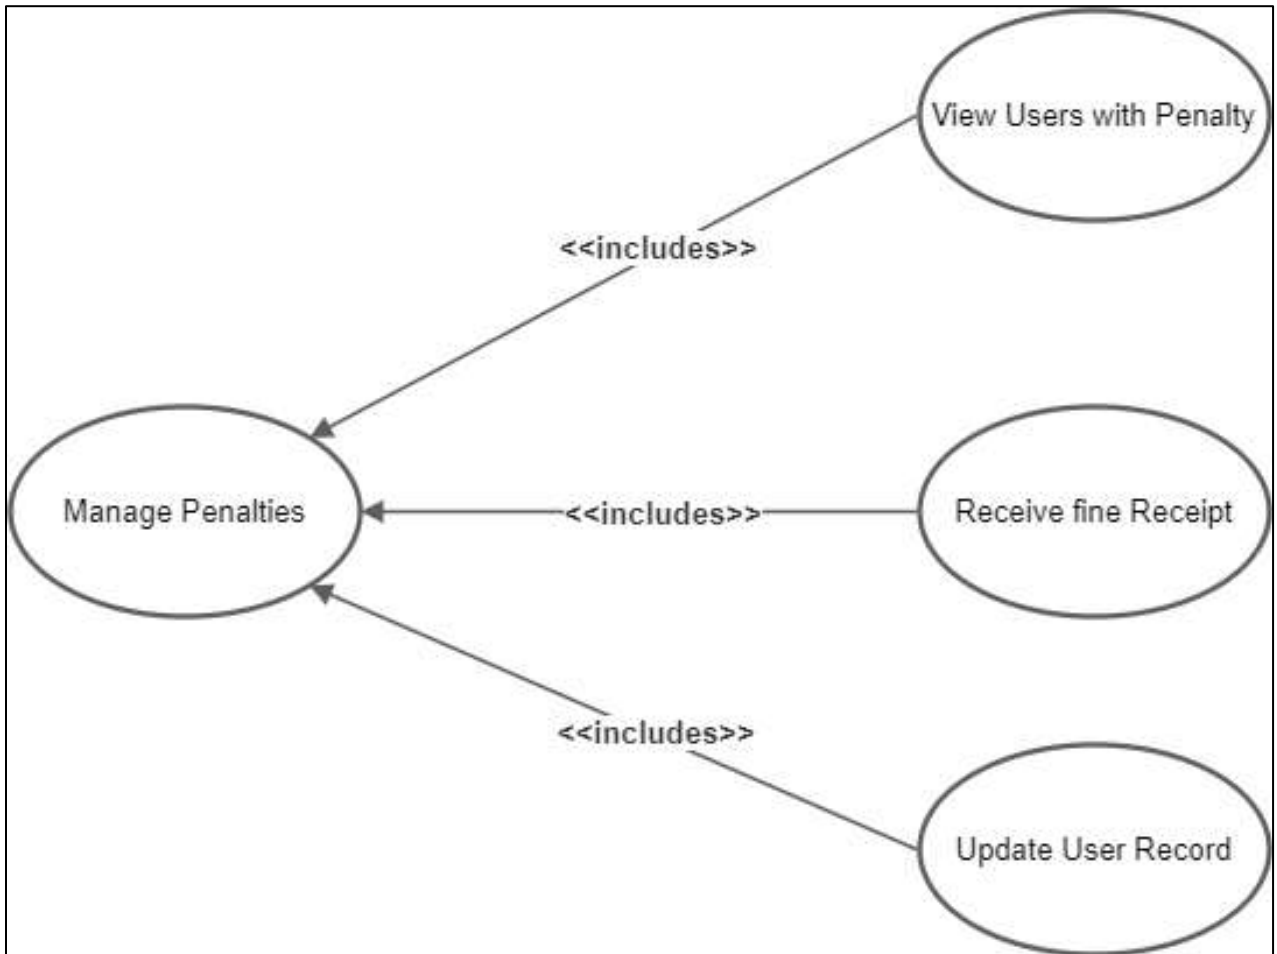 View Users with Penalty
<<includes>>
Manage Penalties
<<includes>>
Receive fine Receipt
<<includes>>
Update User Record